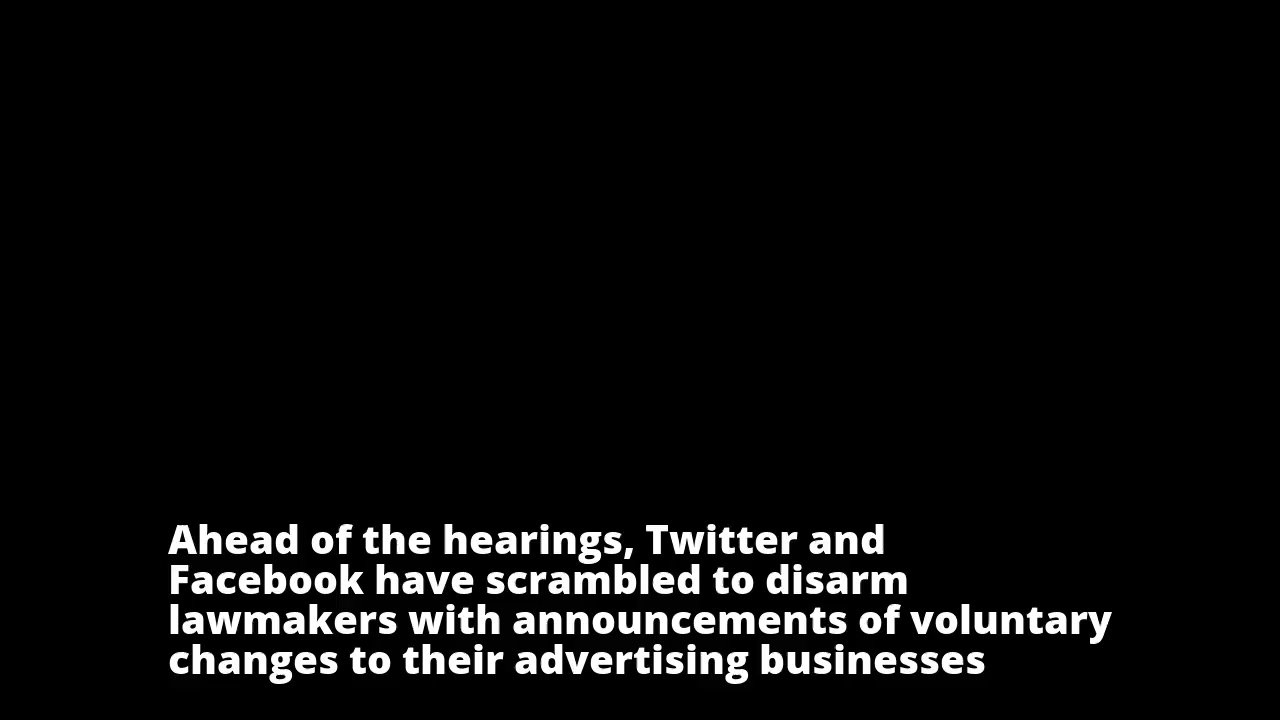 Ahead of the hearings, Twitter and
Facebook have scrambled to disarm
lawmakers with announcements of voluntary
changes to their advertising businesses